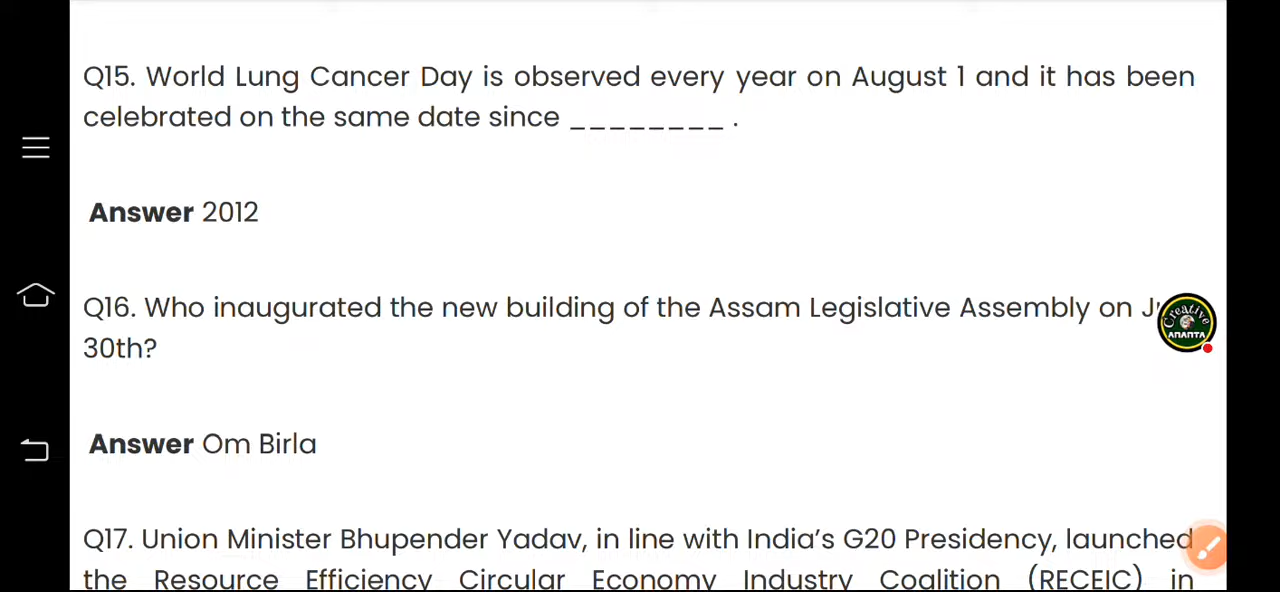 Q15. World Lung Cancer Day is observed every year on August 1 and it has been
celebrated on the same date since ________ .
Answer 2012
Q16. Who inaugurated the new building of the Assam Legislative Assembly on
30th?
Creative
ANANTA
Answer Om Birla
Q17. Union Minister Bhupender Yadav, in line with India’s G20 Presidency, launched
the Resource Efficiency Circular Economy Industry Coalition (RECEIC) in